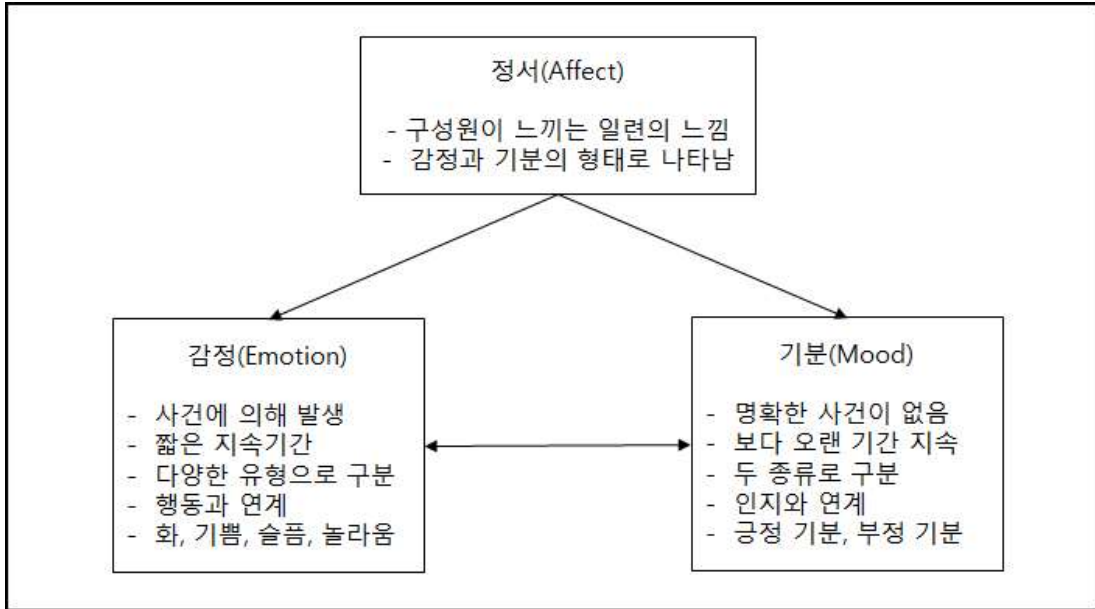 정서(Affect)
- 구성원이 느끼는 일련의 느낌
- 감정과 기분의 형태로 나타남
감정(Emotion)
- 사건에 의해 발생
- 짧은 지속기간
- 다양한 유형으로 구분
- 행동과 연계
- 화, 기쁨, 슬픔, 놀라움
기분(Mood)
- 명확한 사건이 없음
- 보다 오랜 기간 지속
- 두 종류로 구분
- 인지와 연계
- 긍정 기분, 부정 기분